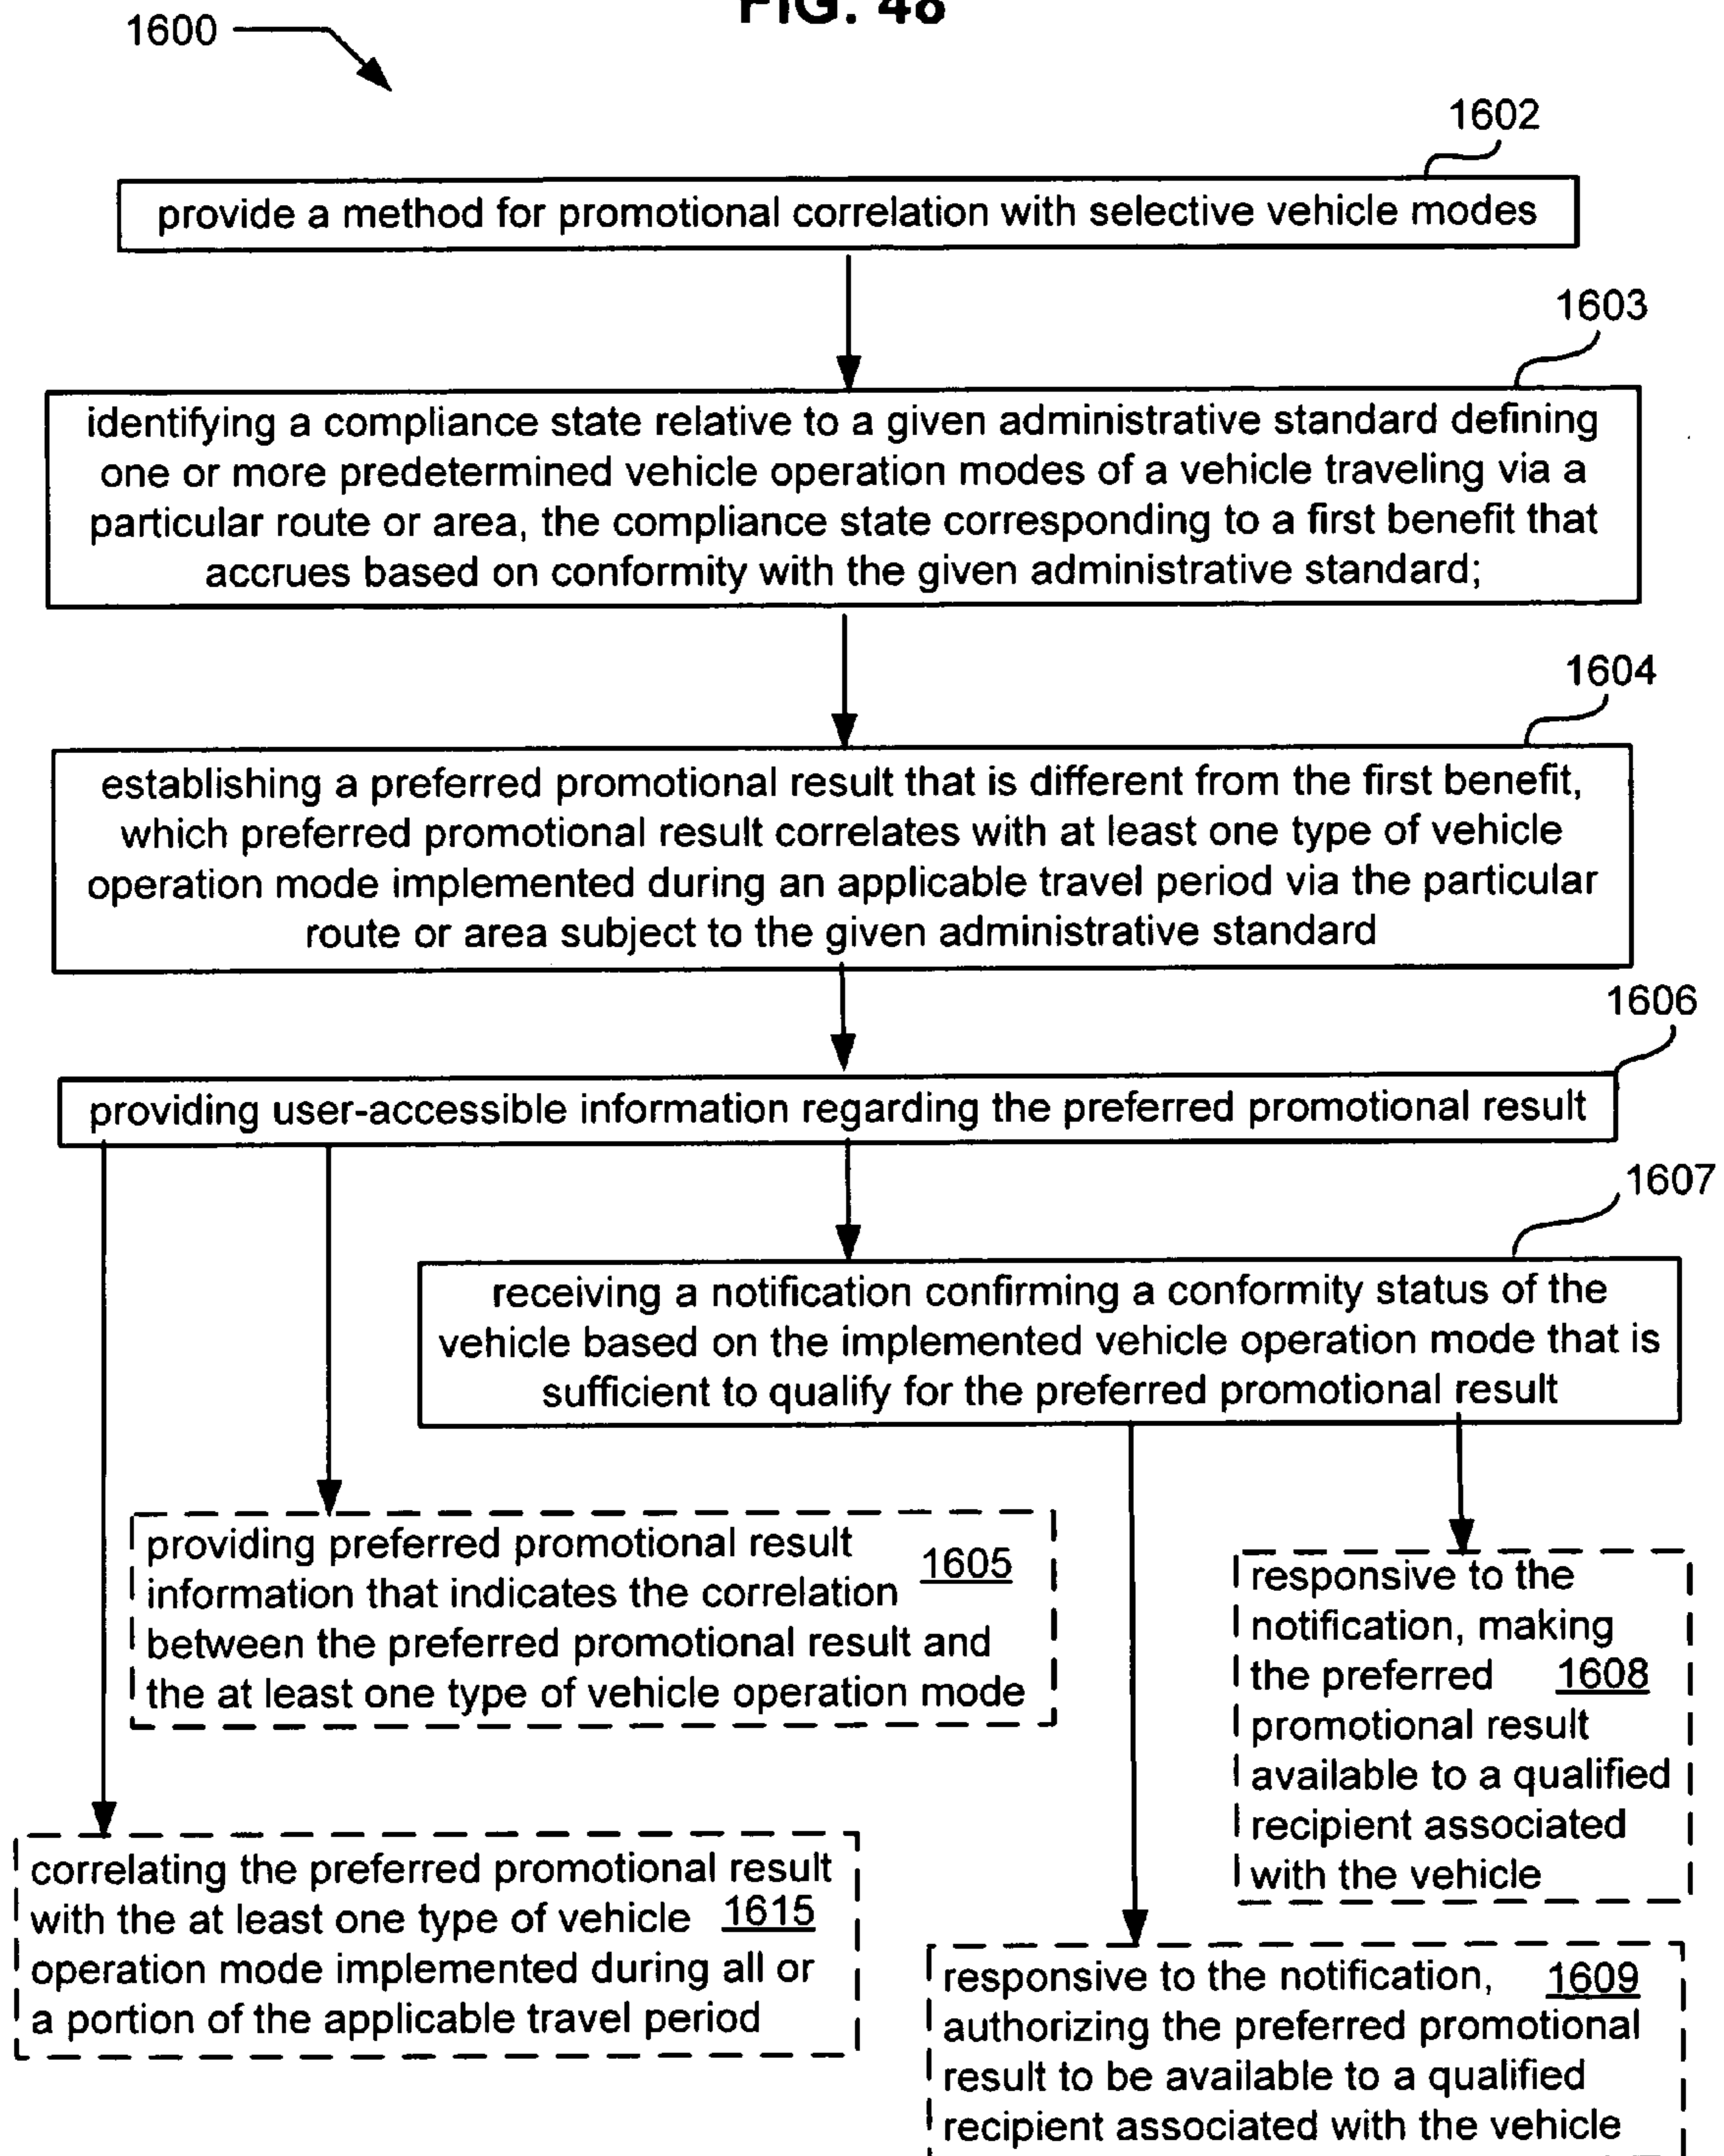 FIG. 48
1600
1602
provide a method for promotional correlation with selective vehicle modes
1603
identifying a compliance state relative to a given administrative standard defining
one or more predetermined vehicle operation modes of a vehicle traveling via a
particular route or area, the compliance state corresponding to a first benefit that
accrues based on conformity with the given administrative standard;
1604
establishing a preferred promotional result that is different from the first benefit,
which preferred promotional result correlates with at least one type of vehicle
operation mode implemented during an applicable travel period via the particular
route or area subject to the given administrative standard
1606
providing user-accessible information regarding the preferred promotional result
1607
receiving a notification confirming a conformity status of the
vehicle based on the implemented vehicle operation mode that is
sufficient to qualify for the preferred promotional result
providing preferred promotional result
information that indicates the correlation 1605
between the preferred promotional result and
the at least one type of vehicle operation mode
responsive to the
notification, making
the preferred 1608
promotional result
available to a qualified
recipient associated
with the vehicle
correlating the preferred promotional result
with the at least one type of vehicle 1615
operation mode implemented during all or
a portion of the applicable travel period
responsive to the notification, 1609
authorizing the preferred promotional
result to be available to a qualified
recipient associated with the vehicle